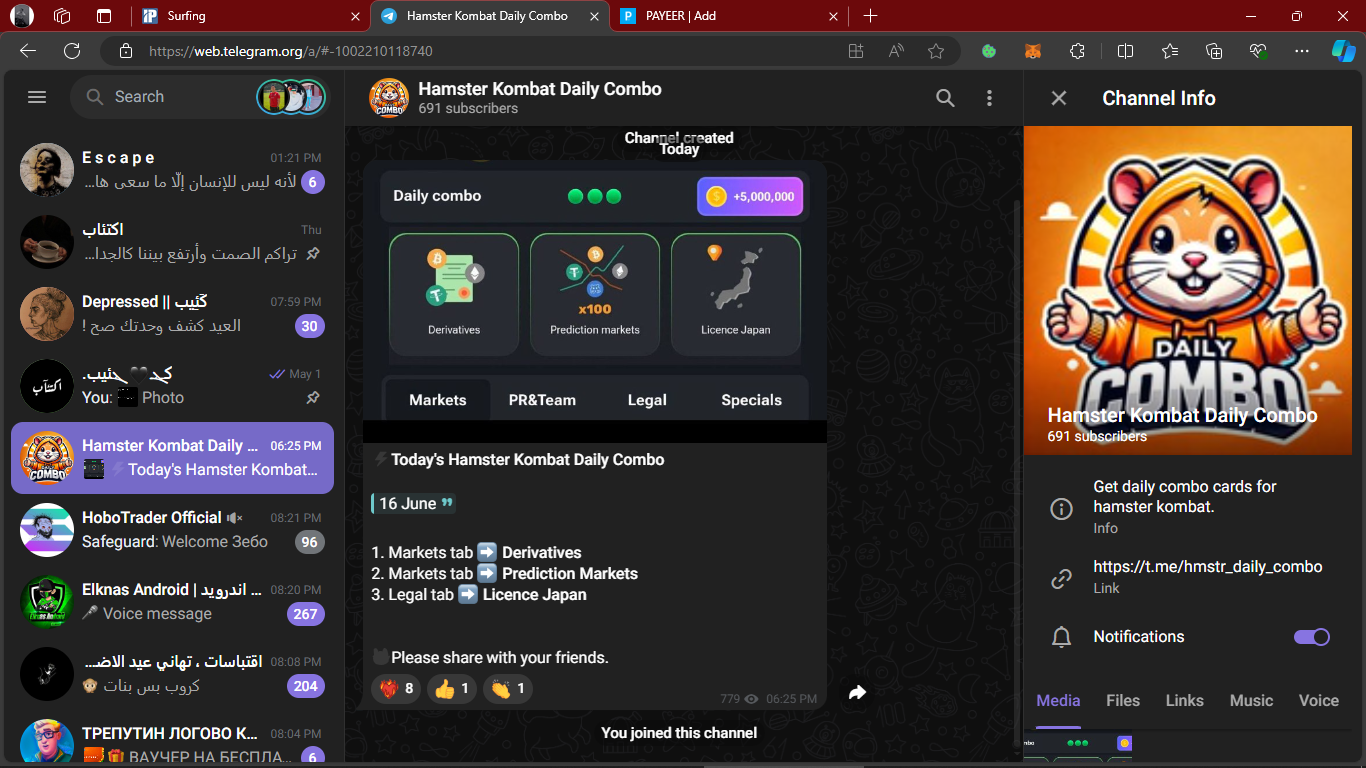 Surfing
Hamster Kombat Daily Combo
PAYEER | Add
https://web.telegram.org/a/#-1002210118740
Search
E s c a p e
01:21 PM
لأنه ليس للإنسان إلّا ما سعى ها...
6
اكتئاب
Thu
تراكم الصمت وأرتفع بيننا كالجدا...
Depressed || كَئِيب
07:59 PM
العيد كشف وحدتك صح !
30
May 1
You: Photo
Hamster Kombat Daily ...
06:25 PM
Today's Hamster Kombat...
HoboTrader Official
08:21 PM
Safeguard: Welcome Зебо
96
Elknas Android | اندرويد ...
08:20 PM
Voice message
267
اقتباسات ، تهاني عيد الاضـ...
08:08 PM
كروب بس بنات
204
ТРЕПУТИН ЛОГОВО К...
08:04 PM
ВАУЧЕР НА БЕСПЛА...
6
Hamster Kombat Daily Combo
691 subscribers
Channel created
Today
Daily combo
+5,000,000
Derivatives
x100
Prediction markets
Licence Japan
Markets
PR&Team
Legal
Specials
Today's Hamster Kombat Daily Combo
16 June
1. Markets tab ➡️ Derivatives
2. Markets tab ➡️ Prediction Markets
3. Legal tab ➡️ Licence Japan
Please share with your friends.
8
1
1
779
06:25 PM
You joined this channel
Channel Info
DAILY
COMBO
Hamster Kombat Daily Combo
691 subscribers
Get daily combo cards for
hamster kombat.
Info
https://t.me/hmstr_daily_combo
Link
Notifications
Media
Files
Links
Music
Voice